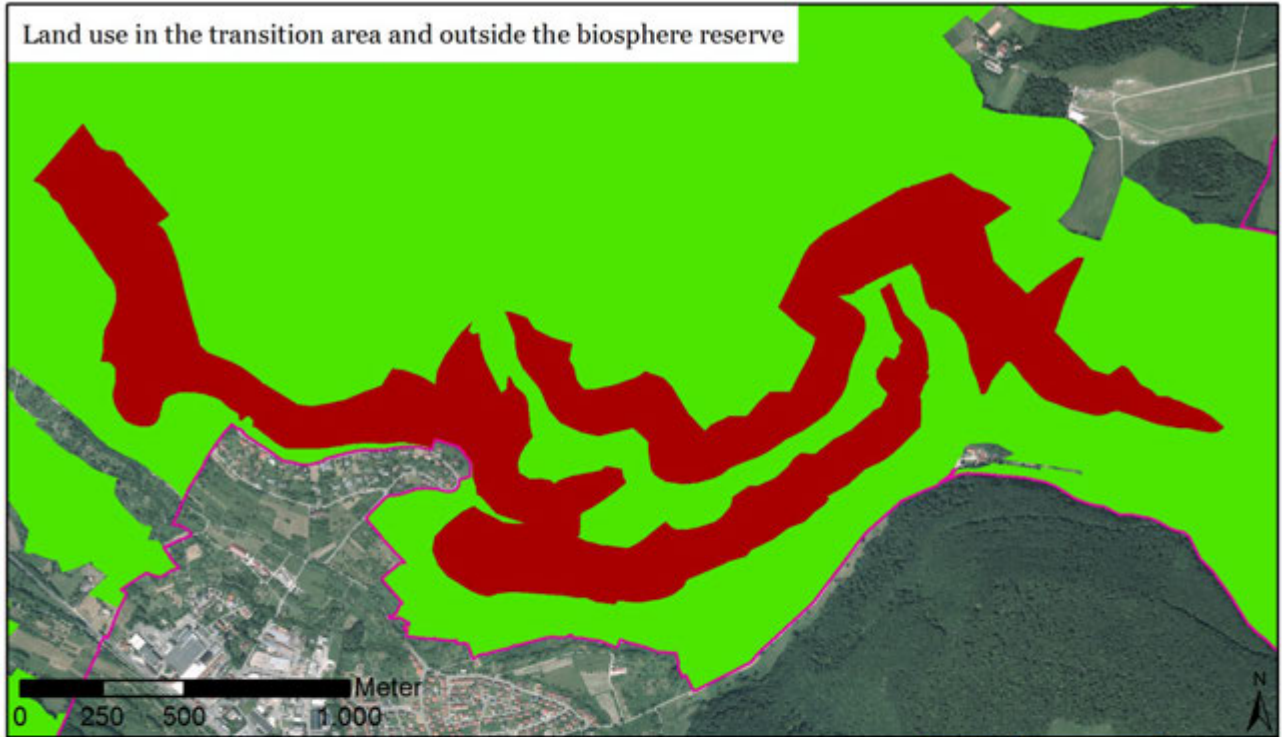 Land use in the transition area and outside the biosphere reserve
N
Meter
0 250 500 1.000